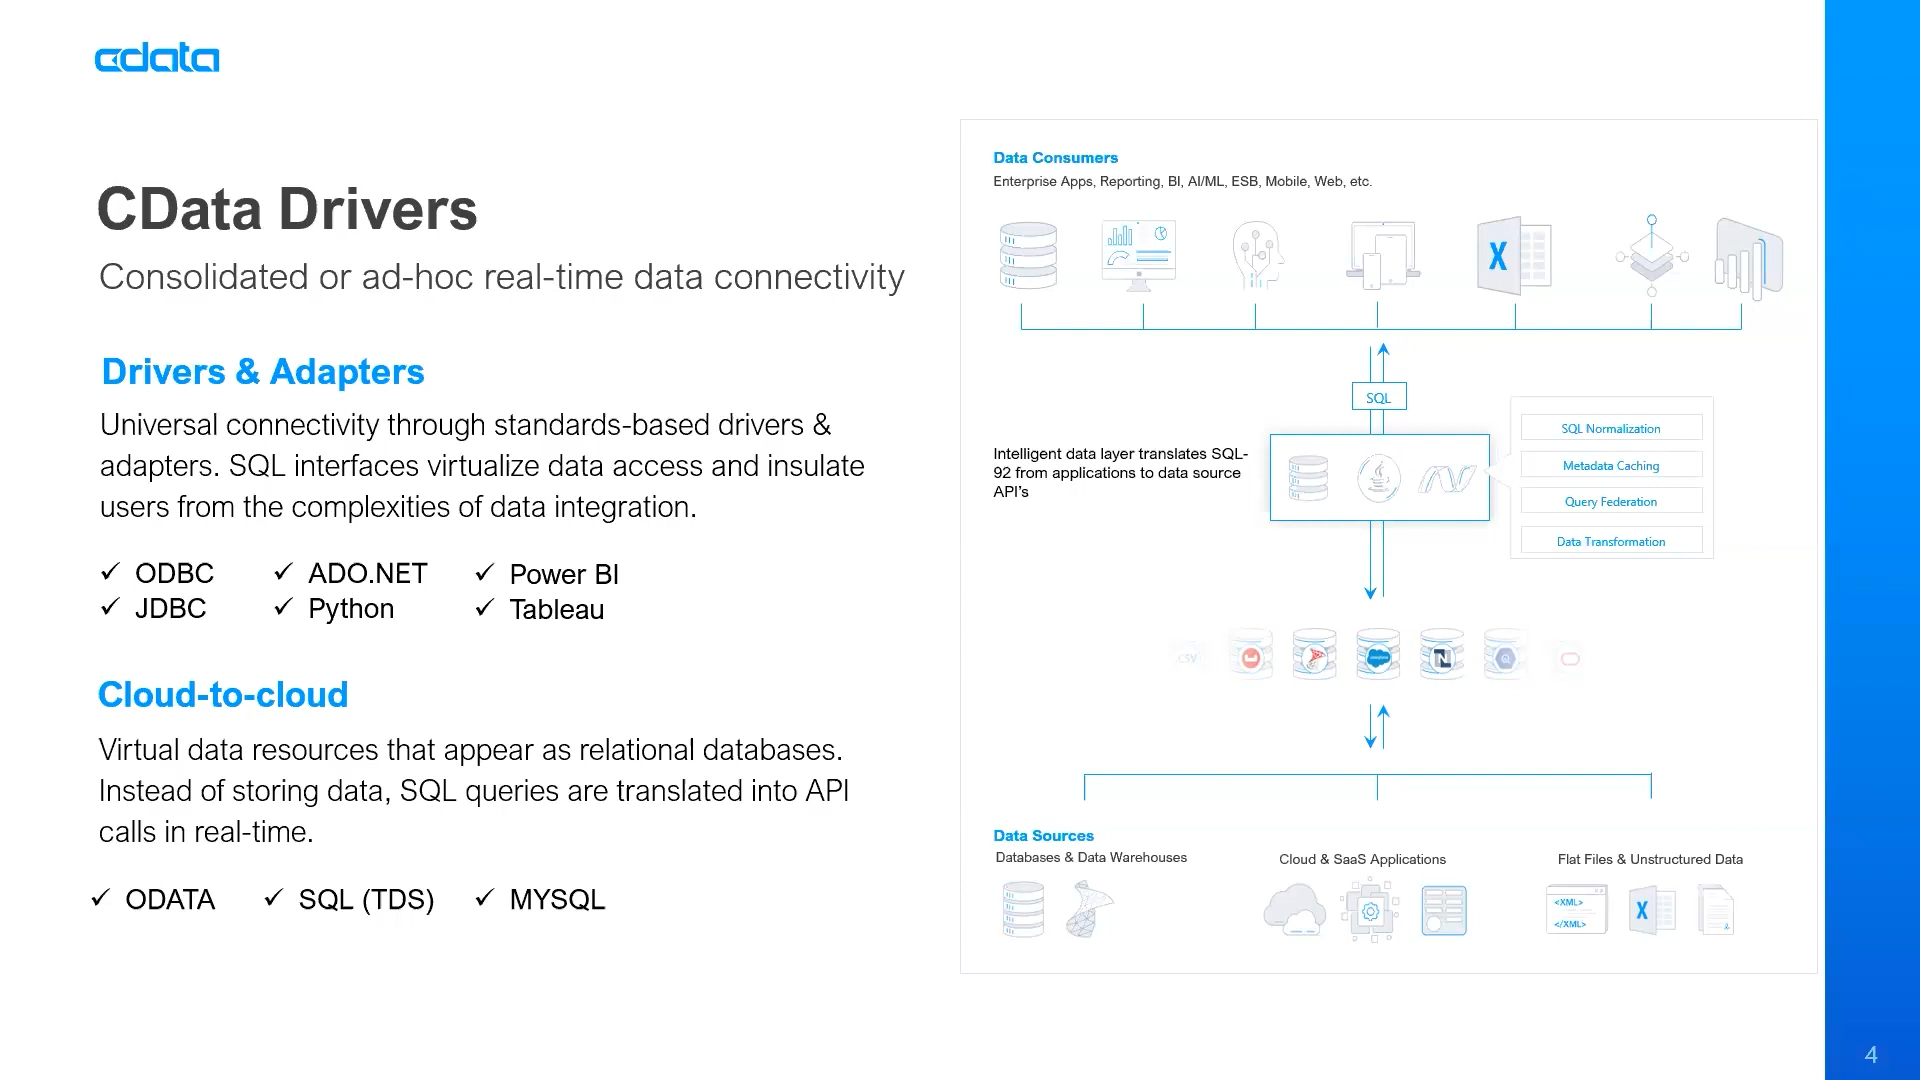 cdata
CData Drivers
Consolidated or ad-hoc real-time data connectivity
Drivers & Adapters
Universal connectivity through standards-based drivers &
adapters. SQL interfaces virtualize data access and insulate
users from the complexities of data integration.
✓ ODBC ✓ ADO.NET ✓ Power BI
✓ JDBC ✓ Python ✓ Tableau
Cloud-to-cloud
Virtual data resources that appear as relational databases.
Instead of storing data, SQL queries are translated into API
calls in real-time.
✓ ODATA ✓ SQL (TDS) ✓ MYSQL
Data Consumers
Enterprise Apps, Reporting, BI, AI/ML, ESB, Mobile, Web, etc.
X
SQL
Intelligent data layer translates SQL-
92 from applications to data source
API's
SQL Normalization
Metadata Caching
Query Federation
Data Transformation
CSV
N
Data Sources
Databases & Data Warehouses
Cloud & SaaS Applications
Flat Files & Unstructured Data
<XML>
</XML>
X
4